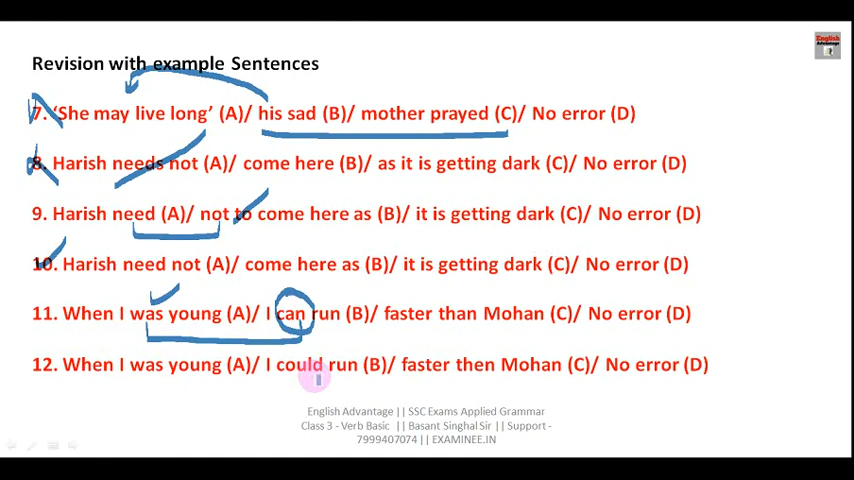 English
Advantage
Revision with example Sentences
7. ‘She may live long’ (A)/ his sad (B)/ mother prayed (C)/ No error (D)
8. Harish needs not (A)/ come here (B)/ as it is getting dark (C)/ No error (D)
9. Harish need (A)/ not to come here as (B)/ it is getting dark (C)/ No error (D)
10. Harish need not (A)/ come here as (B)/ it is getting dark (C)/ No error (D)
11. When I was young (A)/ I can run (B)/ faster than Mohan (C)/ No error (D)
12. When I was young (A)/ I could run (B)/ faster then Mohan (C)/ No error (D)
English Advantage || SSC Exams Applied Grammar
Class 3 - Verb Basic || Basant Singhal Sir || Support -
7999407074 || EXAMINEE.IN